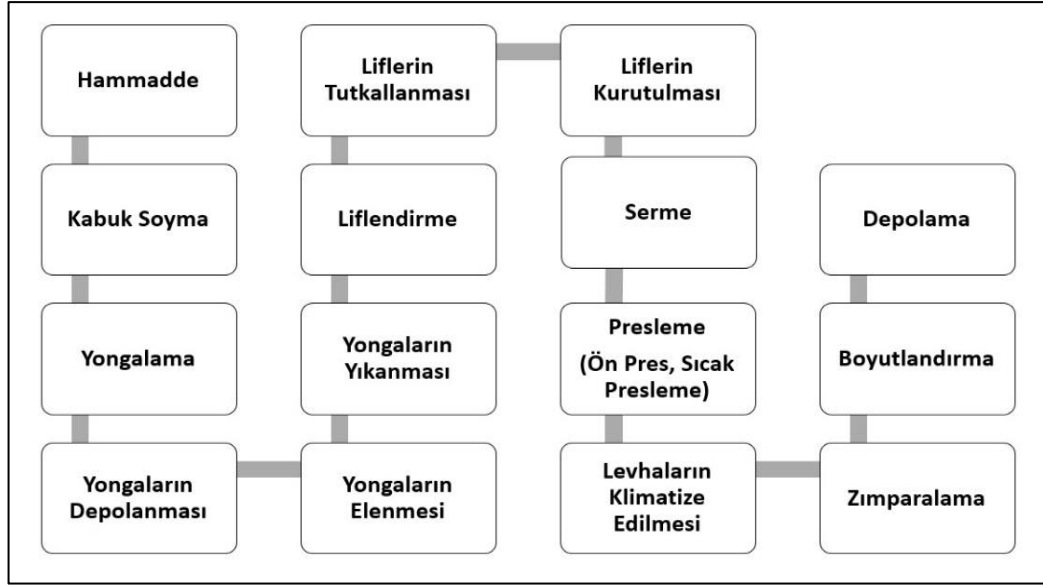 Hammadde
Kabuk Soyma
Yongalama
Yongaların
Depolanması
Yongaların
Elenmesi
Yongaların
Yıkanması
Liflendirme
Liflerin
Tutkallanması
Liflerin
Kurutulması
Serme
Presleme
(Ön Pres, Sıcak
Presleme)
Levhaların
Klimatize
Edilmesi
Zımparalama
Boyutlandırma
Depolama